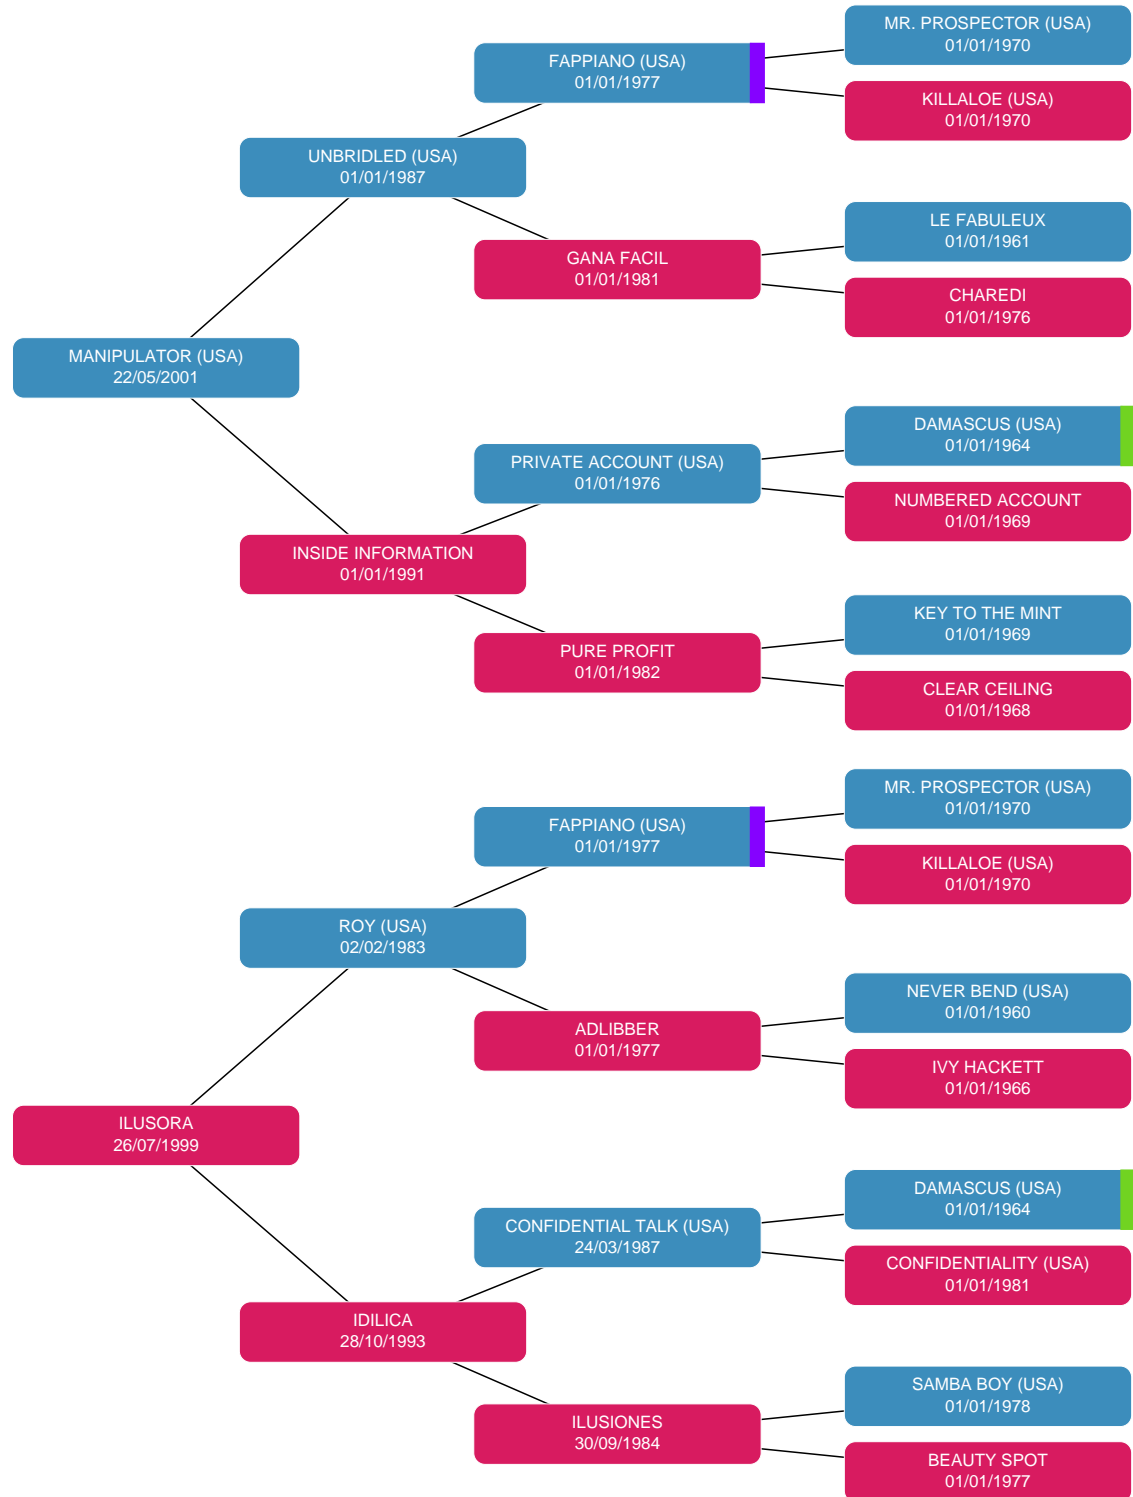 MR. PROSPECTOR (USA)
01/01/1970
FAPPIANO (USA)
01/01/1977
KILLALOE (USA)
01/01/1970
UNBRIDLED (USA)
01/01/1987
LE FABULEUX
01/01/1961
GANA FACIL
01/01/1981
CHAREDI
01/01/1976
MANIPULATOR (USA)
22/05/2001
DAMASCUS (USA)
01/01/1964
PRIVATE ACCOUNT (USA)
01/01/1976
NUMBERED ACCOUNT
01/01/1969
INSIDE INFORMATION
01/01/1991
KEY TO THE MINT
01/01/1969
PURE PROFIT
01/01/1982
CLEAR CEILING
01/01/1968
MR. PROSPECTOR (USA)
01/01/1970
FAPPIANO (USA)
01/01/1977
KILLALOE (USA)
01/01/1970
ROY (USA)
02/02/1983
NEVER BEND (USA)
01/01/1960
ADLIBBER
01/01/1977
IVY HACKETT
01/01/1966
ILUSORA
26/07/1999
DAMASCUS (USA)
01/01/1964
CONFIDENTIAL TALK (USA)
24/03/1987
CONFIDENTIALITY (USA)
01/01/1981
IDILICA
28/10/1993
SAMBA BOY (USA)
01/01/1978
ILUSIONES
30/09/1984
BEAUTY SPOT
01/01/1977